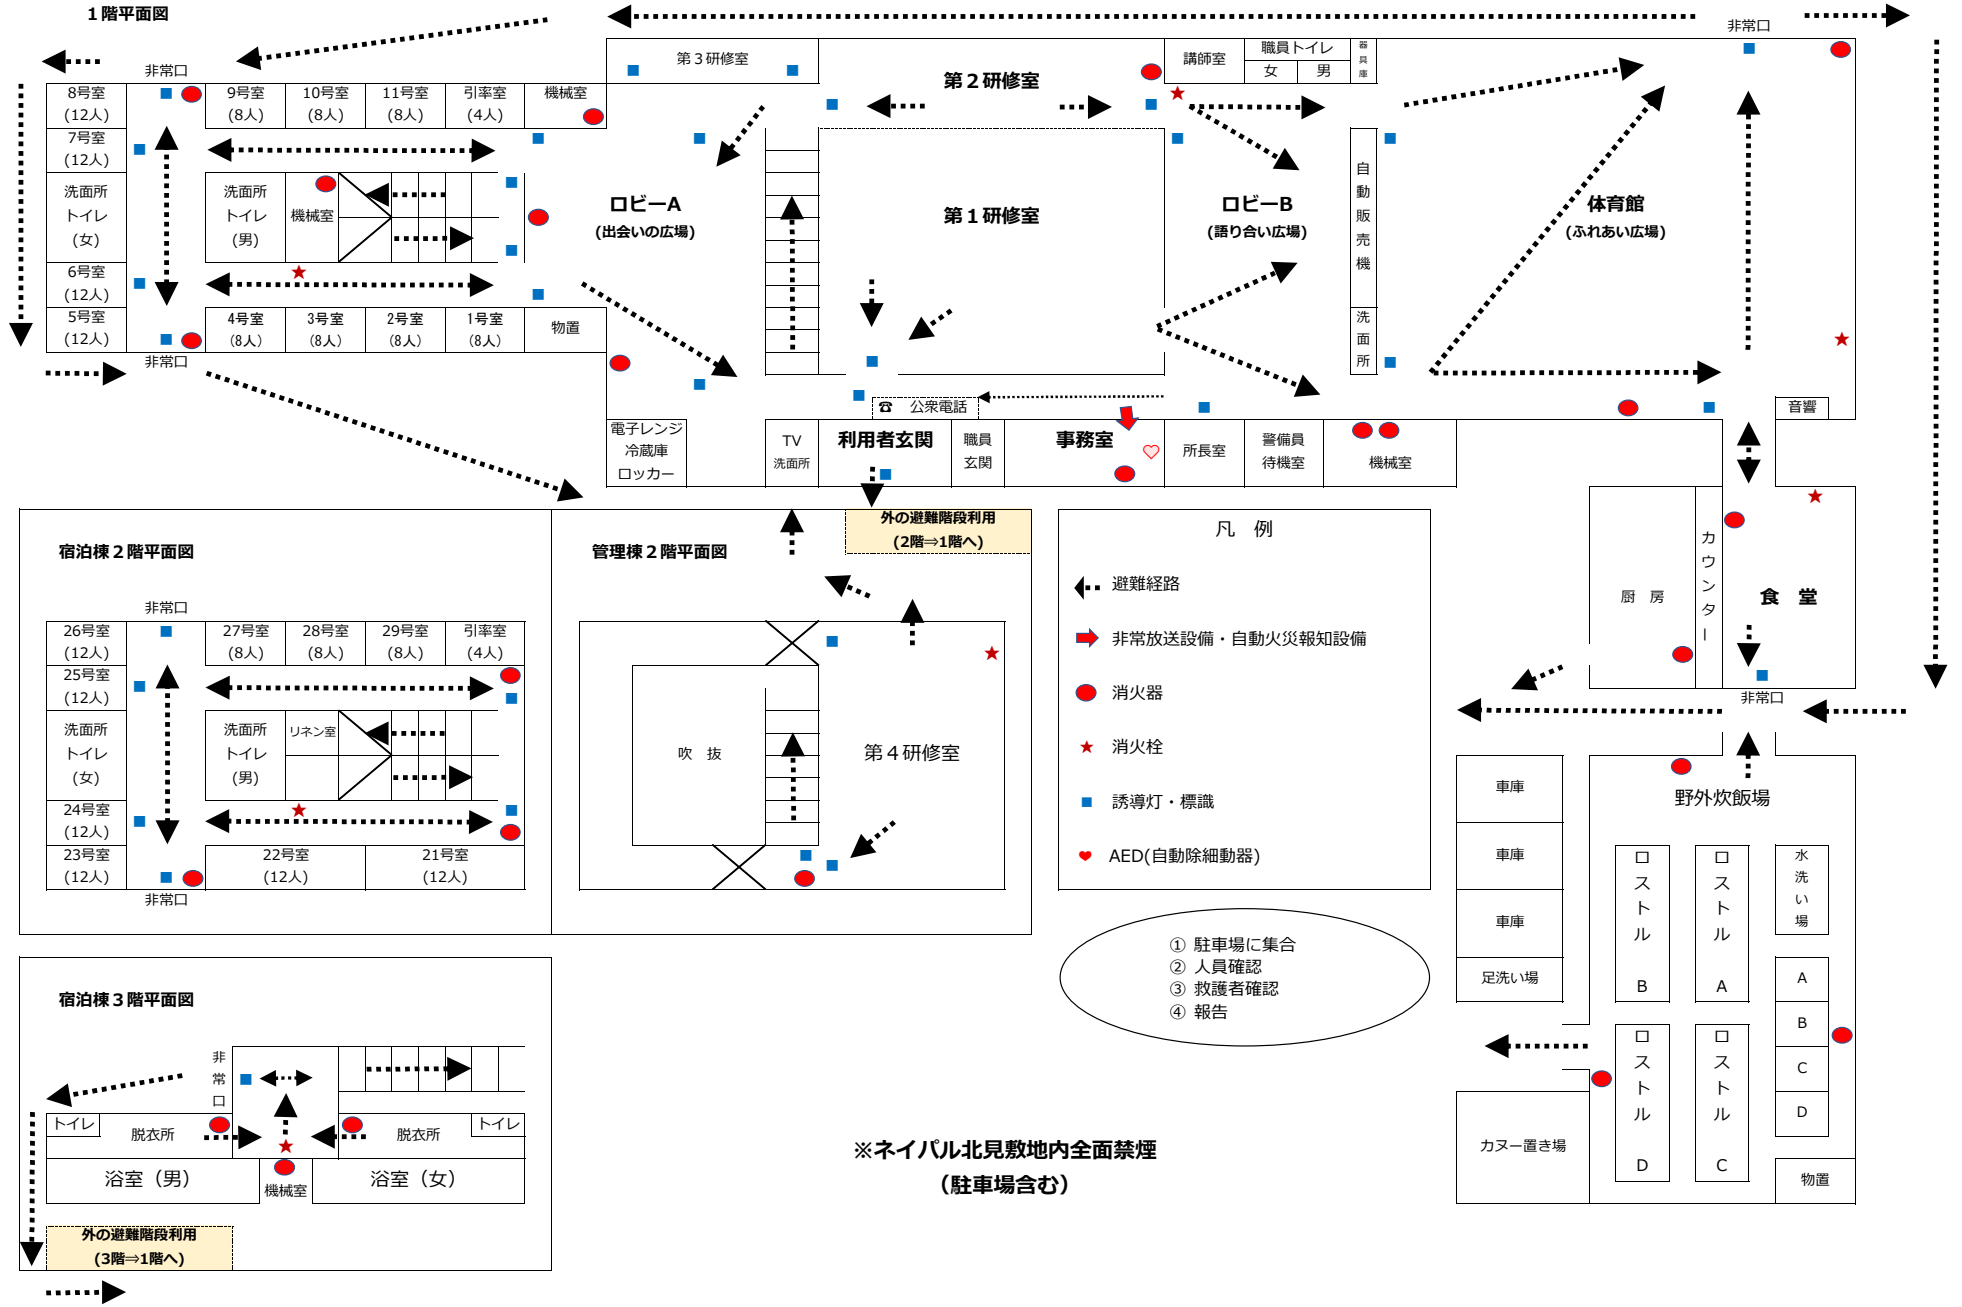 １階平面図
非常口
非常口
8号室
(12人)
9号室
(8人)
10号室
(8人)
11号室
(8人)
引率室
(4人)
機械室
7号室
(12人)
洗面所
トイレ
(女)
洗面所
トイレ
(男)
機械室
6号室
(12人)
5号室
(12人)
4号室
(8人)
3号室
(8人)
2号室
(8人)
1号室
(8人)
物置
非常口
第３研修室
第２研修室
講師室
職員トイレ
女
男
器
具
庫
ロビーA
(出会いの広場)
第１研修室
ロビーB
(語り合い広場)
自
動
販
売
機
洗
面
所
体育館
(ふれあい広場)
☎ 公衆電話
音響
電子レンジ
冷蔵庫
ロッカー
TV
洗面所
利用者玄関
職員
玄関
事務室
所長室
警備員
待機室
機械室
厨　房
カ
ウ
ン
タ
ー
食　堂
非常口
宿泊棟２階平面図
非常口
26号室
(12人)
27号室
(8人)
28号室
(8人)
29号室
(8人)
引率室
(4人)
25号室
(12人)
洗面所
トイレ
(女)
洗面所
トイレ
(男)
リネン室
24号室
(12人)
23号室
(12人)
22号室
(12人)
21号室
(12人)
非常口
管理棟２階平面図
外の避難階段利用
(2階⇒1階へ)
吹　抜
第４研修室
凡　例
避難経路
非常放送設備・自動火災報知設備
消火器
消火栓
誘導灯・標識
AED(自動除細動器)
① 駐車場に集合
② 人員確認
③ 救護者確認
④ 報告
車庫
車庫
車庫
足洗い場
カヌー置き場
野外炊飯場
ロ
ス
ト
ル
B
ロ
ス
ト
ル
A
水
洗
い
場
ロ
ス
ト
ル
D
ロ
ス
ト
ル
C
A
B
C
D
物置
宿泊棟３階平面図
非
常
口
トイレ
脱衣所
脱衣所
トイレ
浴室（男）
機械室
浴室（女）
外の避難階段利用
(3階⇒1階へ)
※ネイパル北見敷地内全面禁煙
（駐車場含む）